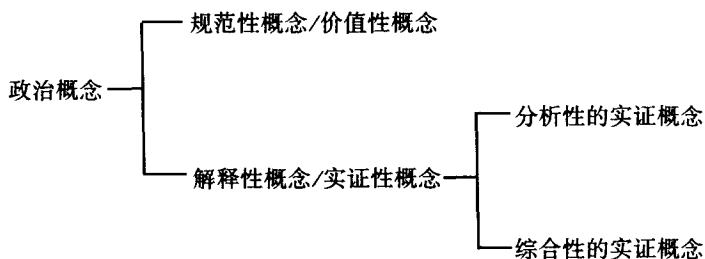 规范性概念/价值性概念
政治概念
分析性的实证概念
解释性概念/实证性概念
综合性的实证概念